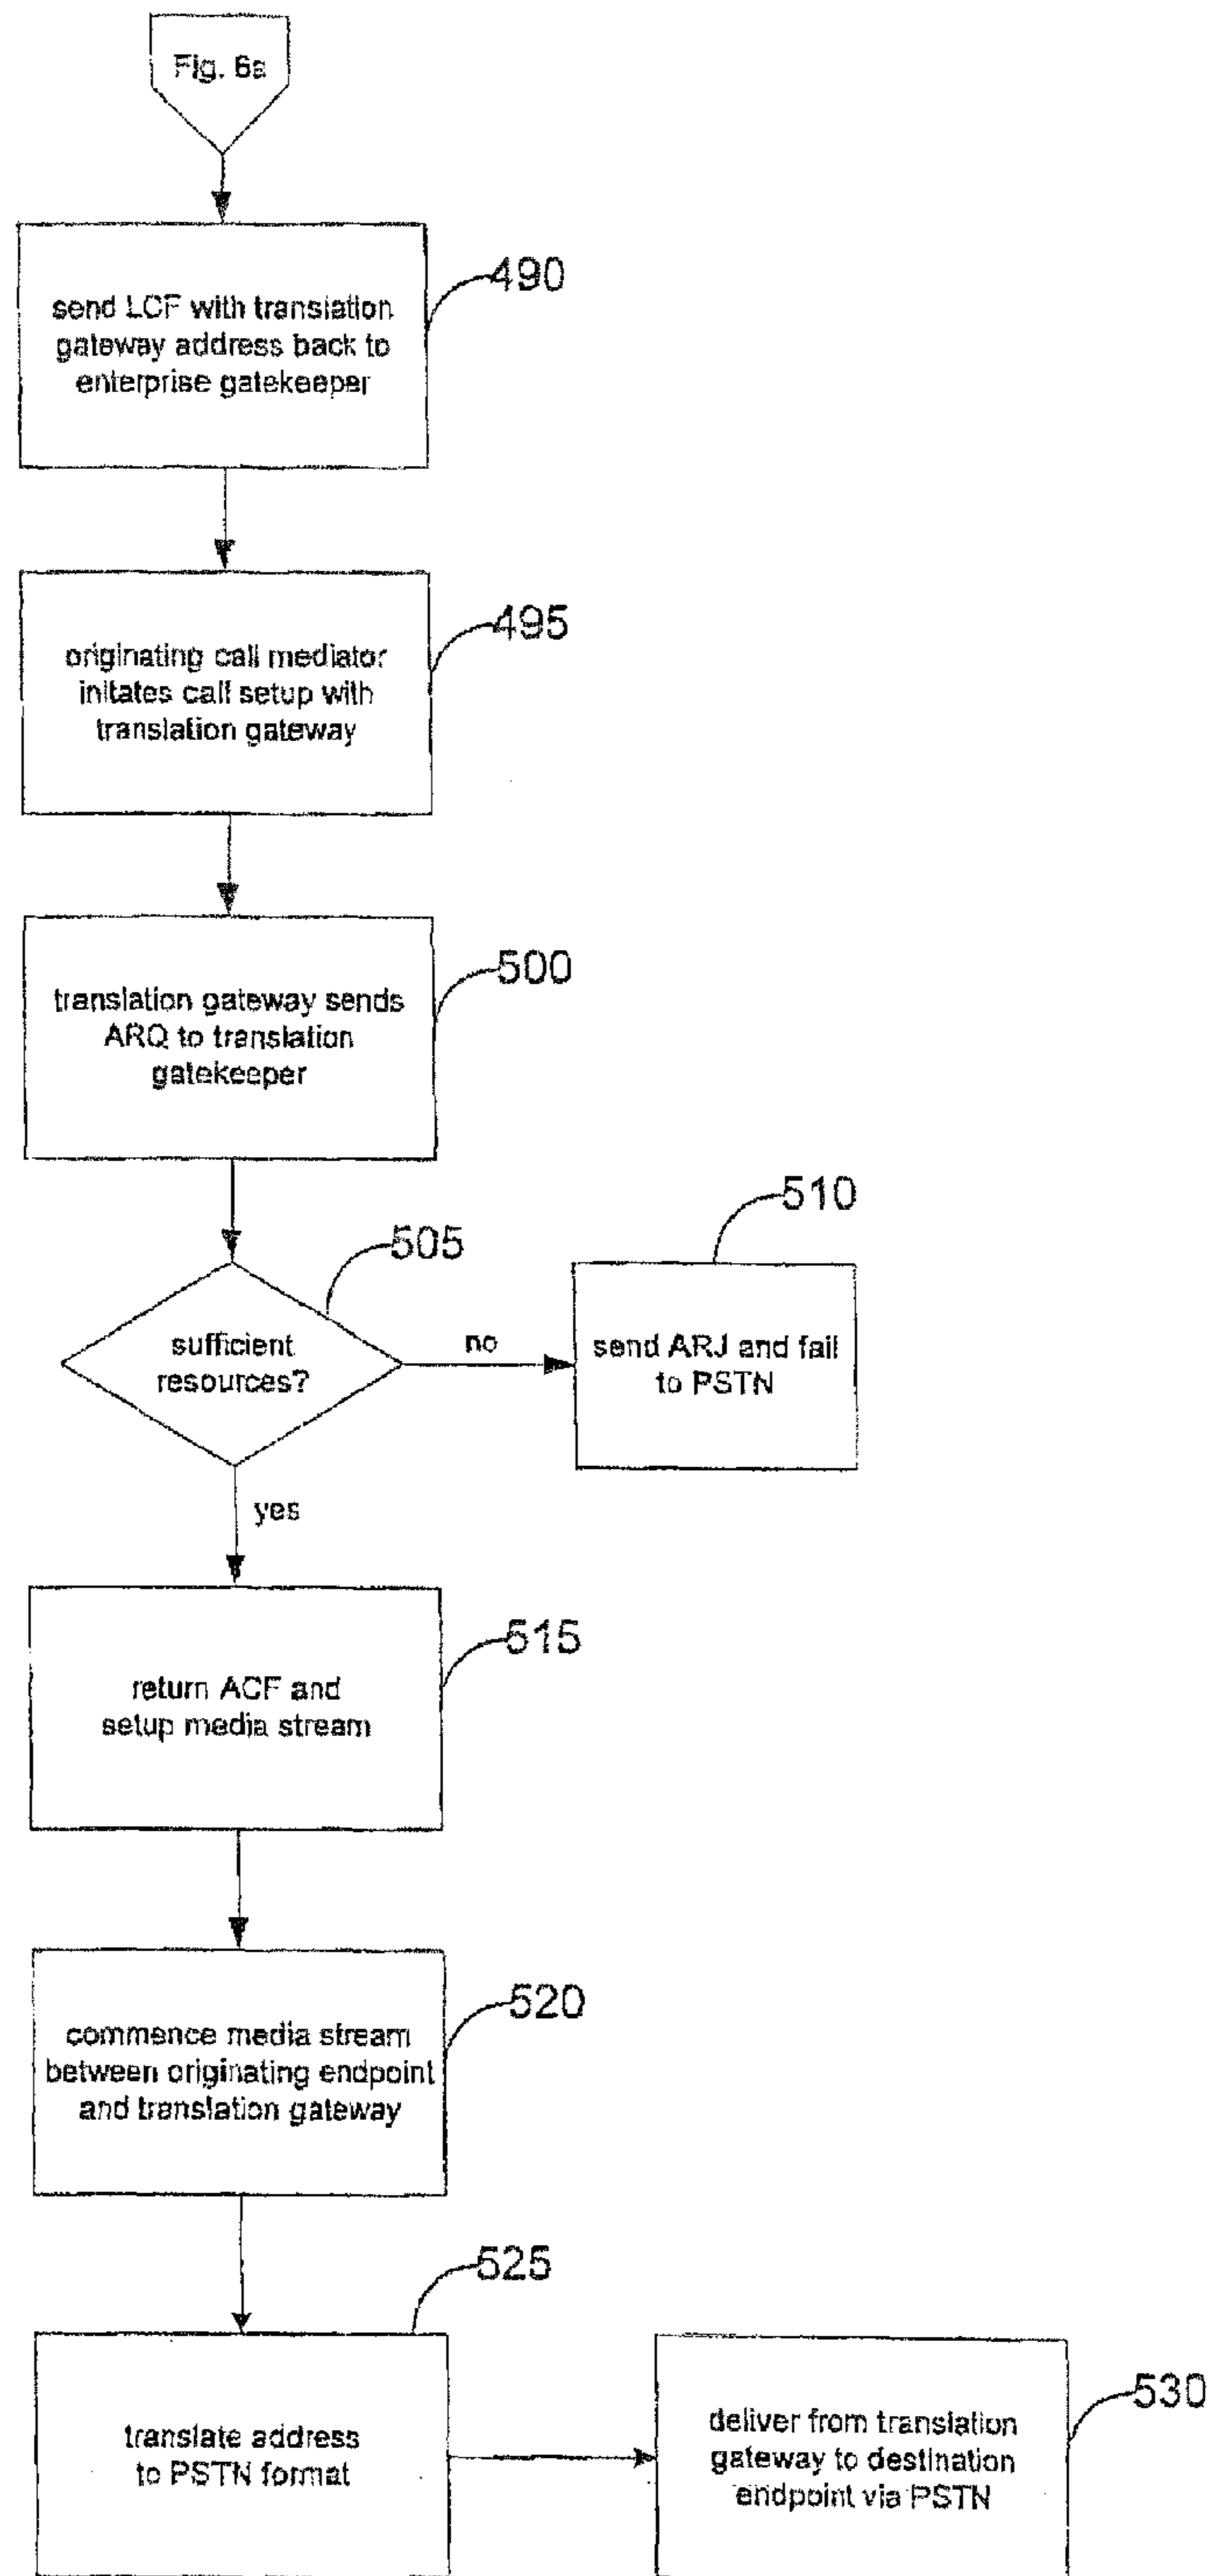 Fig. 6a
send LCF with translation
gateway address back to
enterprise gatekeeper
490
originating call mediator
initates call setup with
translation gateway
495
translation gateway sends
ARQ to translation
gatekeeper
500
sufficient
resources?
505
no
send ARJ and fail
to PSTN
510
yes
return ACF and
setup media stream
515
commence media stream
between originating endpoint
and translation gateway
520
translate address
to PSTN format
525
deliver from translation
gateway to destination
endpoint via PSTN
530